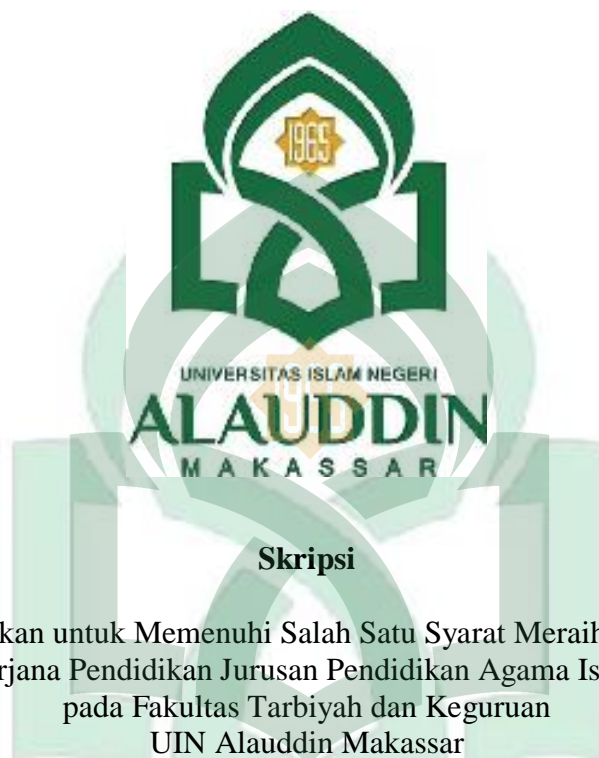 1965
UNIVERSITAS ISLAM NEGERI
ALAUDDIN
M A K A S S A R
Skripsi
kan untuk Memenuhi Salah Satu Syarat Meraih
rjana Pendidikan Jurusan Pendidikan Agama Is
pada Fakultas Tarbiyah dan Keguruan
UIN Alauddin Makassar